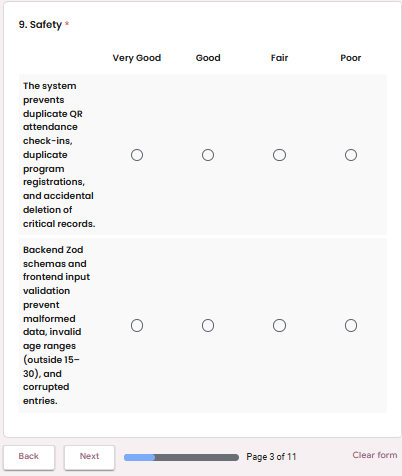 9. Safety *
Very Good Good Fair Poor
The system
prevents
duplicate QR
attendance
check-ins,
duplicate
program
registrations,
and accidental
deletion of
critical records.
Backend Zod
schemas and
frontend input
validation
prevent
malformed
data, invalid
age ranges
(outside 15–
30), and
corrupted
entries.
Back Next Page 3 of 11 Clear form